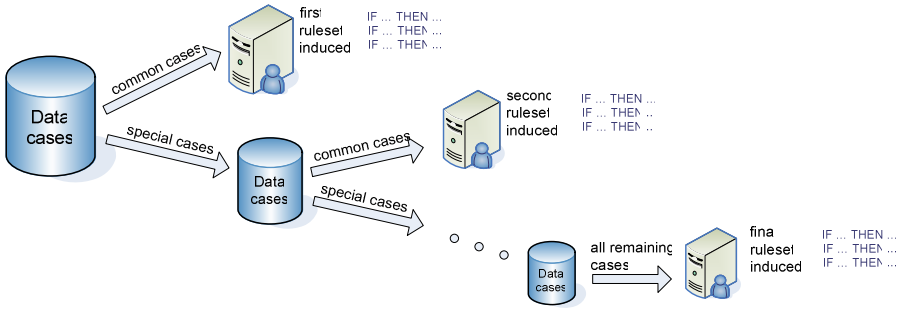 Data
cases
common cases
first
ruleset
induced
IF ... THEN ...
IF ... THEN ...
IF ... THEN ...
special cases
Data
cases
common cases
second
ruleset
induced
IF ... THEN ...
IF ... THEN ..
IF ... THEN ..
special cases
Data
cases
all remaining
cases
fina
ruleset
induced
IF ... THEN ...
IF ... THEN ...
IF ... THEN ...